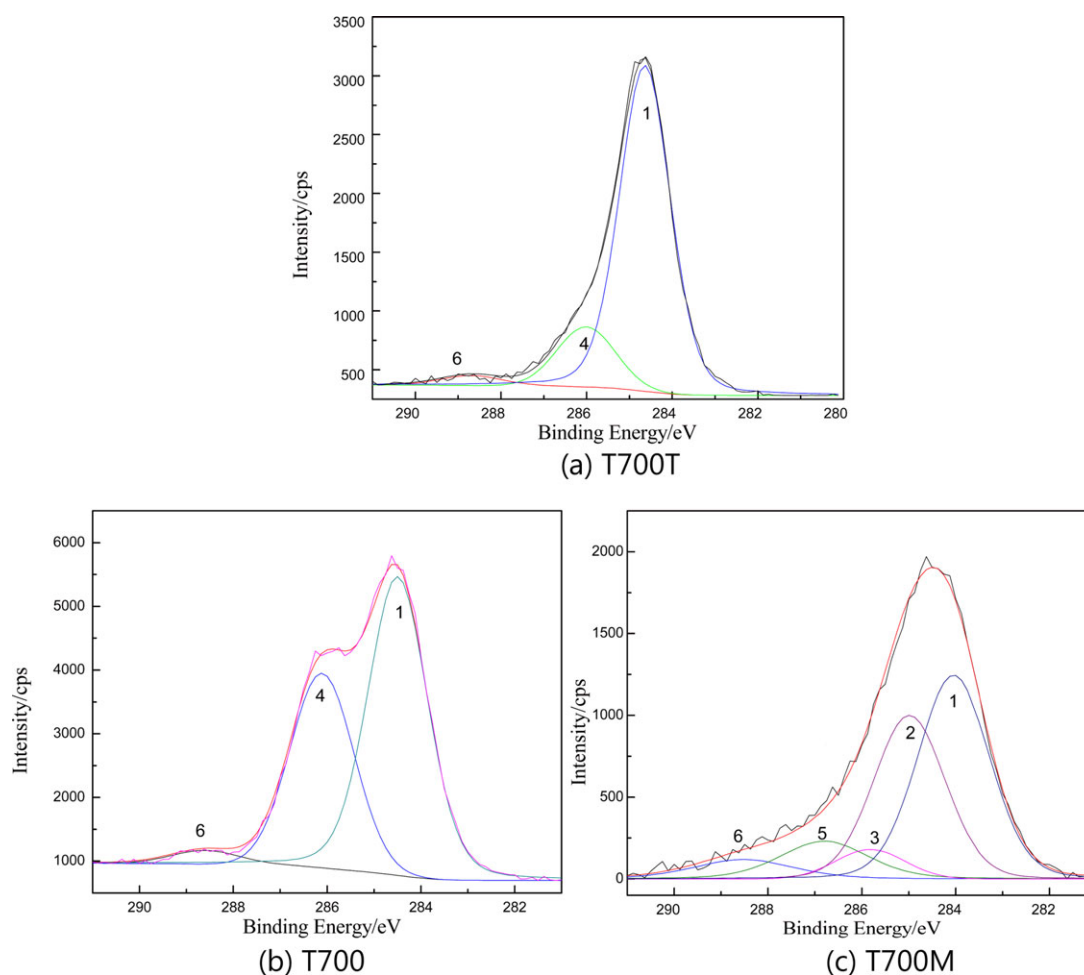 3500
3000
2500
2000
1500
1000
500
Intensity/cps
1
4
6
290 288 286 284 282 280
Binding Energy/eV
(a) T700T
6000
5000
4000
3000
2000
1000
Intensity/cps
1
4
6
290 288 286 284 282
Binding Energy/eV
(b) T700
2000
1500
1000
500
0
Intensity/cps
1
2
6
5
3
290 288 286 284 282
Binding Energy/eV
(c) T700M